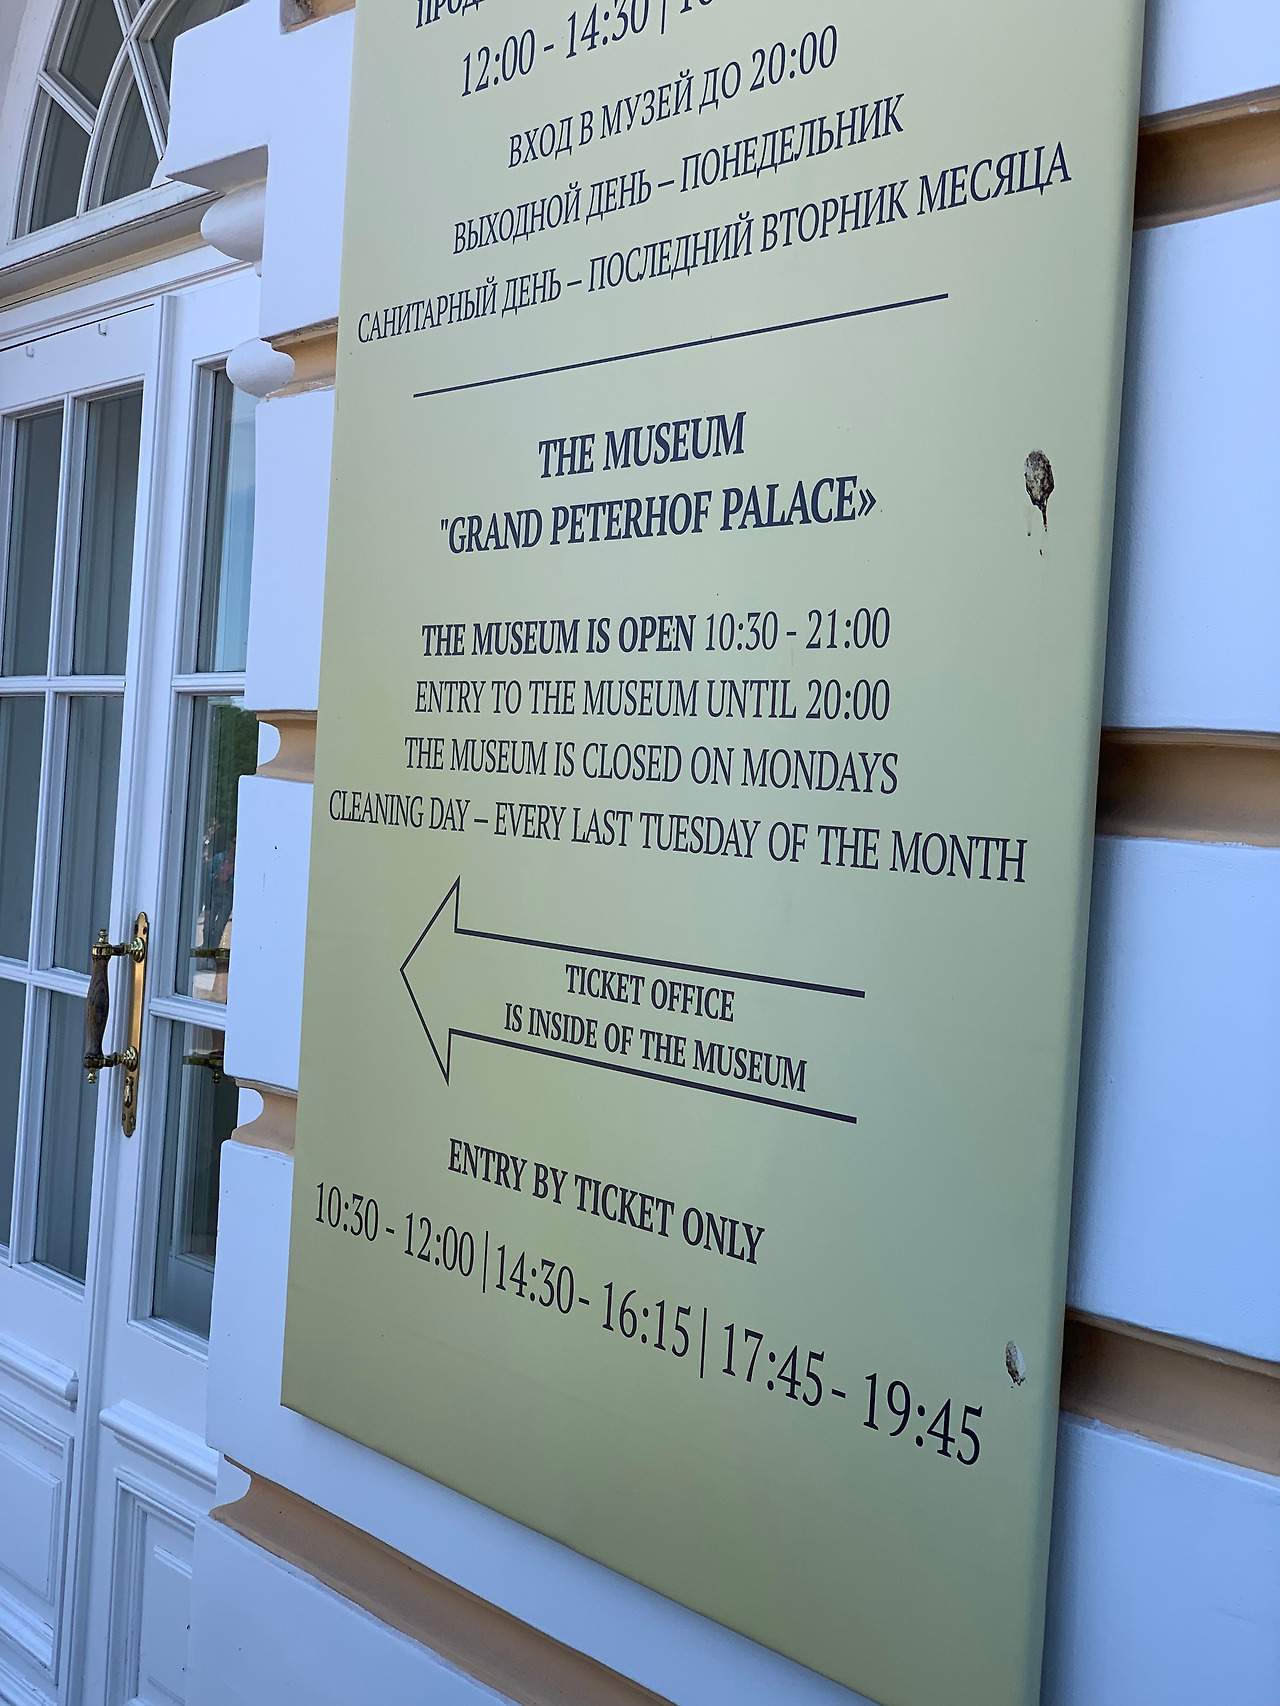 12:00 - 14:30 |
ВХОД В МУЗЕЙ ДО 20:00
ВЫХОДНОЙ ДЕНЬ – ПОНЕДЕЛЬНИК
САНИТАРНЫЙ ДЕНЬ – ПОСЛЕДНИЙ ВТОРНИК МЕСЯЦА
THE MUSEUM
"GRAND PETERHOF PALACE»
THE MUSEUM IS OPEN 10:30 - 21:00
ENTRY TO THE MUSEUM UNTIL 20:00
THE MUSEUM IS CLOSED ON MONDAYS
CLEANING DAY – EVERY LAST TUESDAY OF THE MONTH
TICKET OFFICE
IS INSIDE OF THE MUSEUM
ENTRY BY TICKET ONLY
10:30 - 12:00 | 14:30 - 16:15 | 17:45 - 19:45